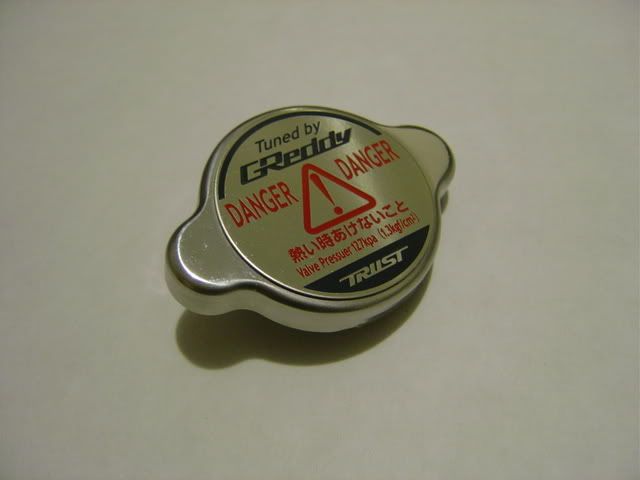 Tuned by
GReddy
DANGER
DANGER
熱い時あけないこと
Valve Pressuer 127kpa (1.3kgf/cm²)
TRUST